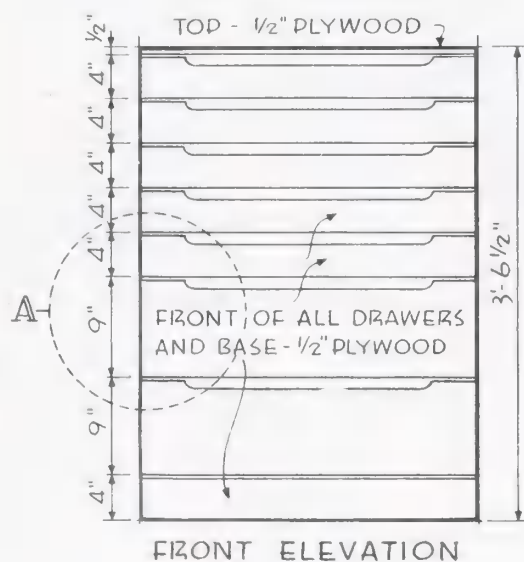 TOP - 1/2" PLYWOOD
1/2"
4"
4"
4"
4"
4"
9"
9"
4"
A
3'-6 1/2"
FRONT OF ALL DRAWERS
AND BASE - 1/2" PLYWOOD
FRONT ELEVATION